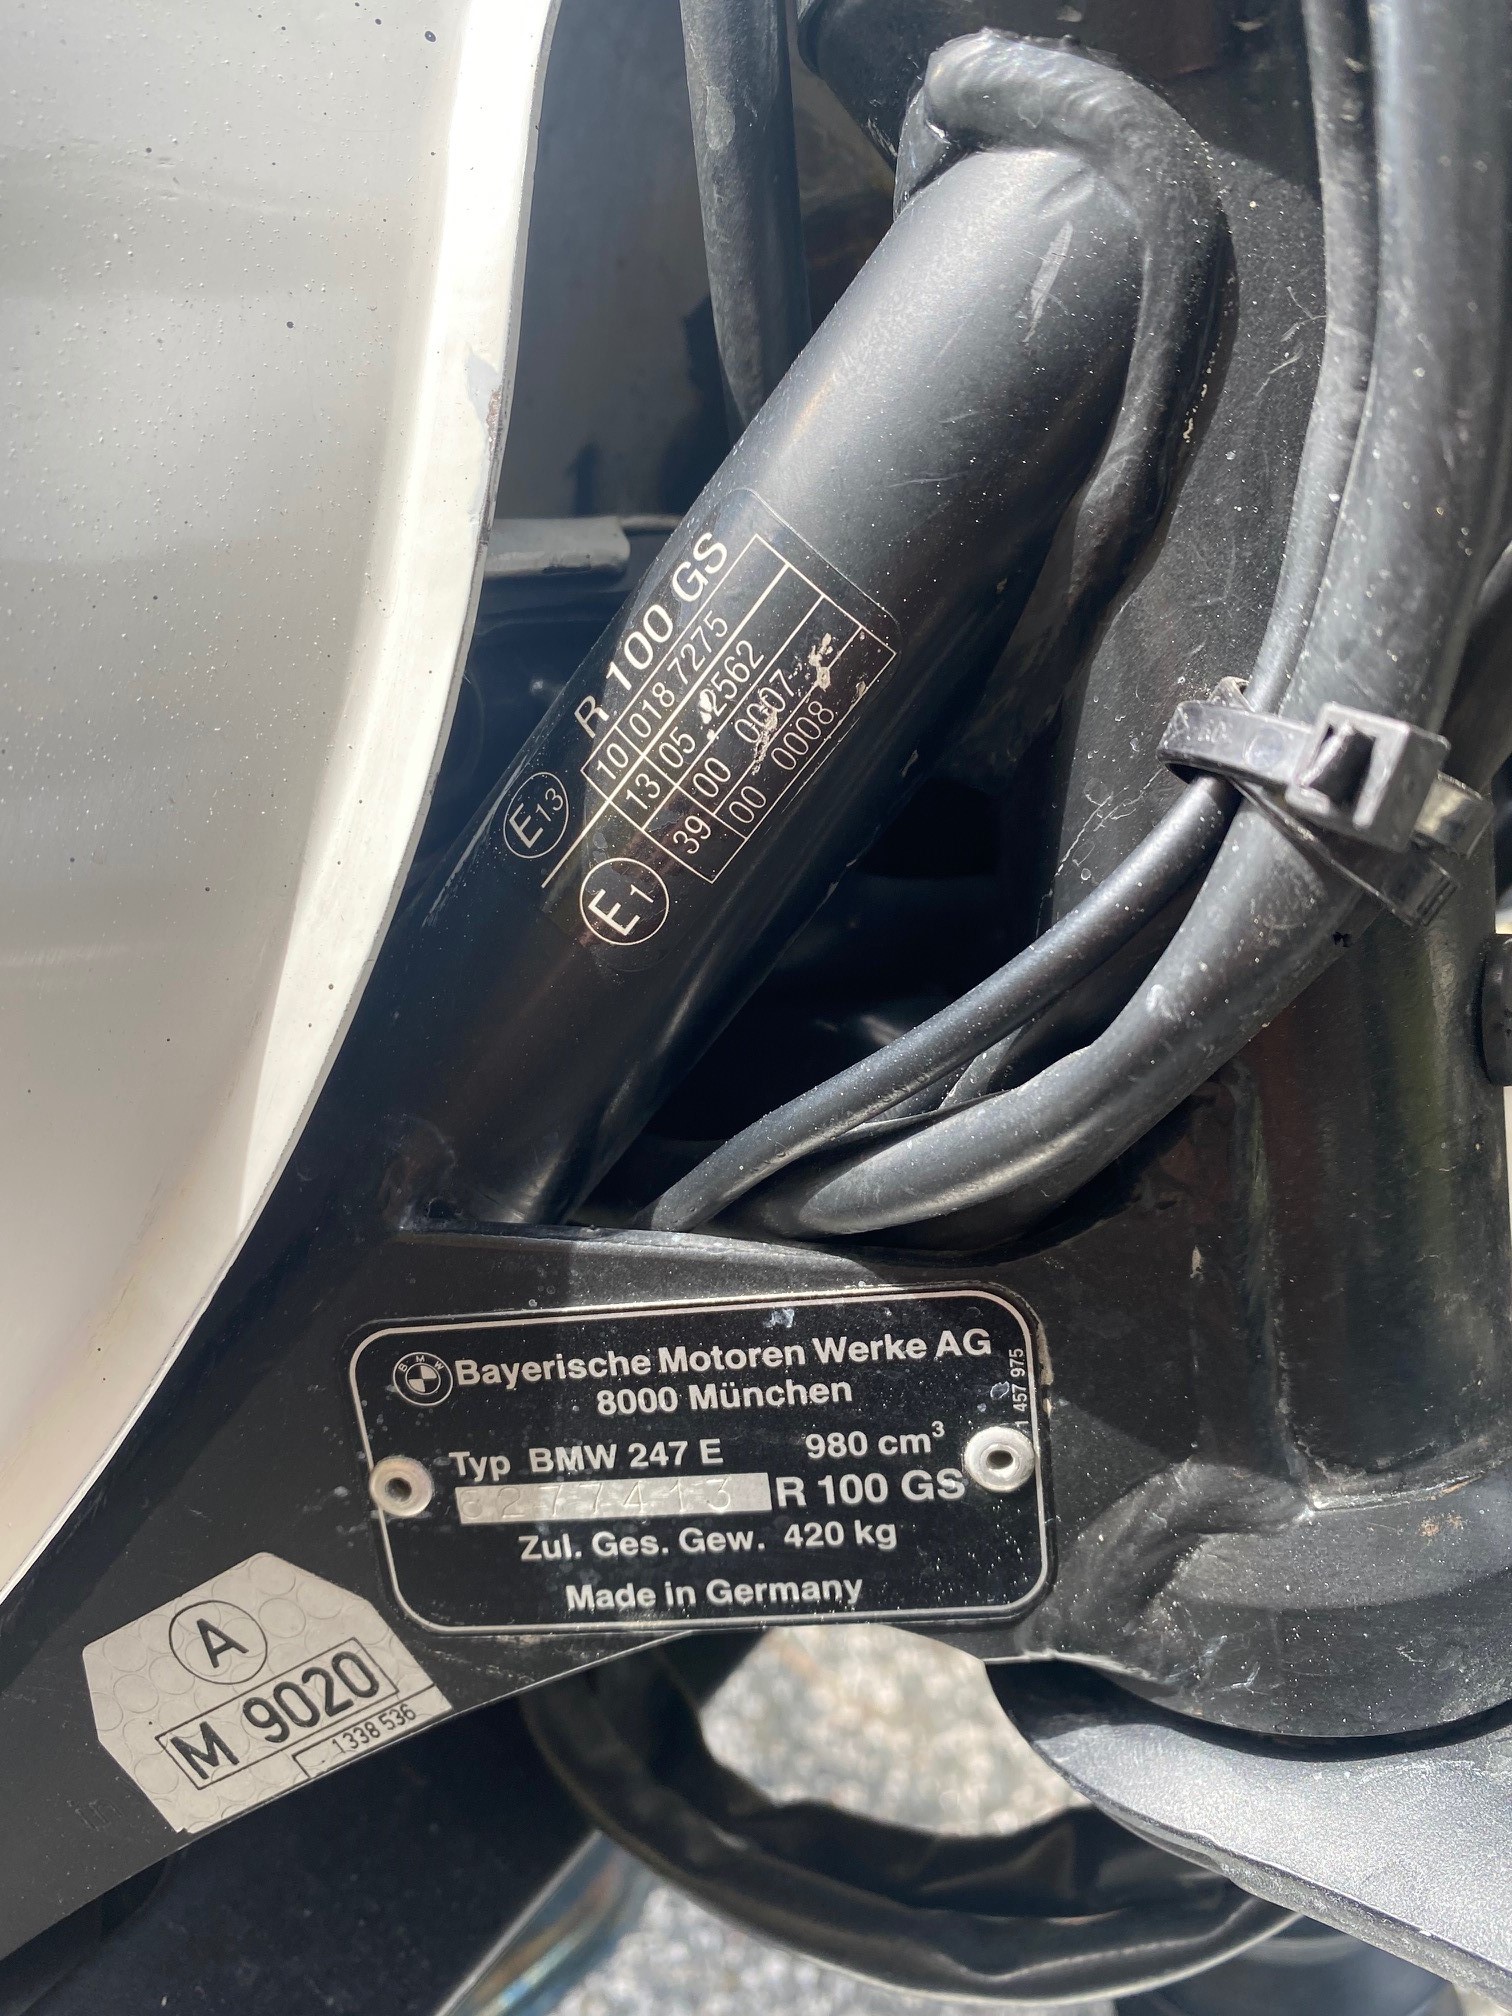 R 100 GS
E13
10 018 7275
13 05 2562
E1
39 00 0007
00 0008
BMW
Bayerische Motoren Werke AG
8000 München
Typ BMW 247 E 980 cm³
R 100 GS
Zul. Ges. Gew. 420 kg
Made in Germany
1 457 975
A
M 9020
1338 536